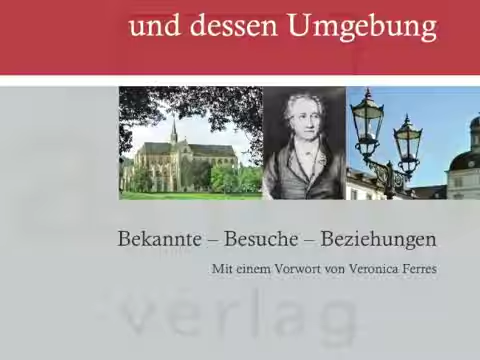 und dessen Umgebung
Bekannte – Besuche – Beziehungen
Mit einem Vorwort von Veronica Ferres
verlag